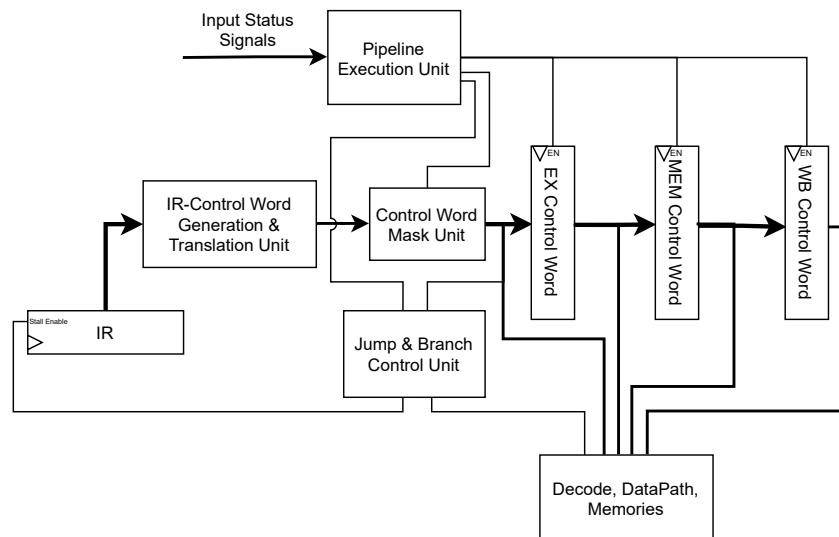 Input Status
Signals
Pipeline
Execution Unit
IR-Control Word
Generation &
Translation Unit
Control Word
Mask Unit
EN
EX Control Word
EN
MEM Control Word
EN
WB Control Word
Stall Enable
IR
Jump & Branch
Control Unit
Decode, DataPath,
Memories